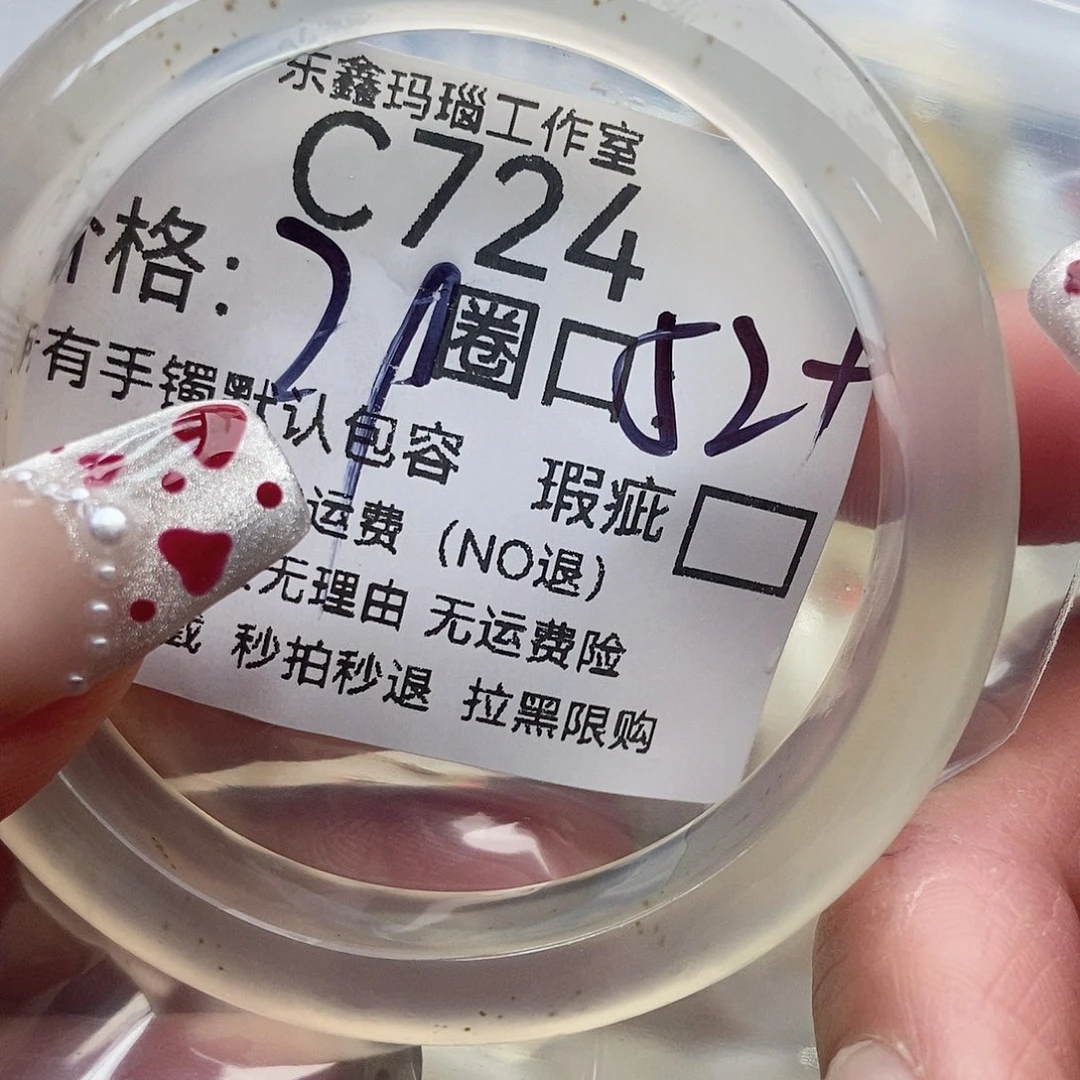 东鑫玛瑙工作室
C724
价格:
圈口:52+
所有手镯默认包容
瑕疵
运费 (NO退)
无理由 无运费险
秒拍秒退 拉黑限购